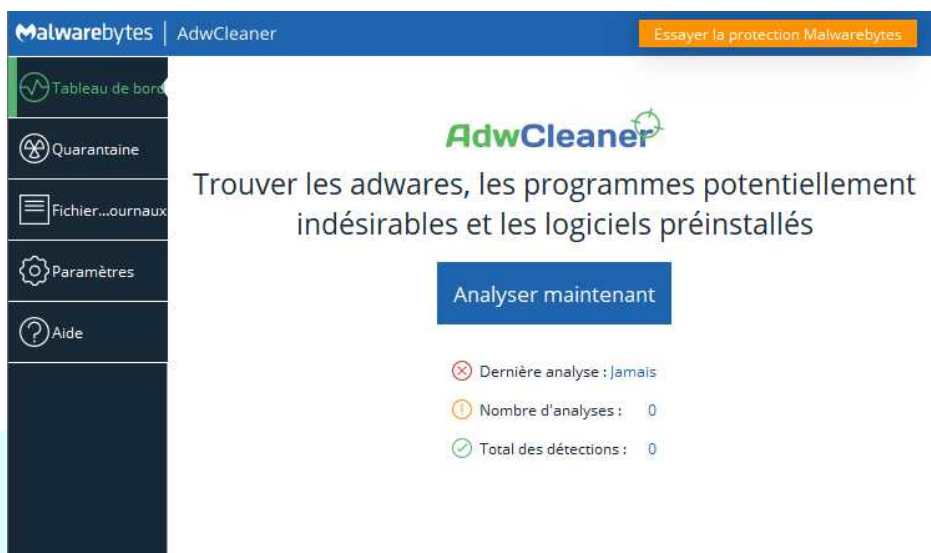 Malwarebytes | AdwCleaner
Essayer la protection Malwarebytes
Tableau de bord
Quarantaine
Fichier...ournaux
Paramètres
Aide
AdwCleaner
Trouver les adwares, les programmes potentiellement
indésirables et les logiciels préinstallés
Analyser maintenant
Dernière analyse : Jamais
Nombre d'analyses : 0
Total des détections : 0